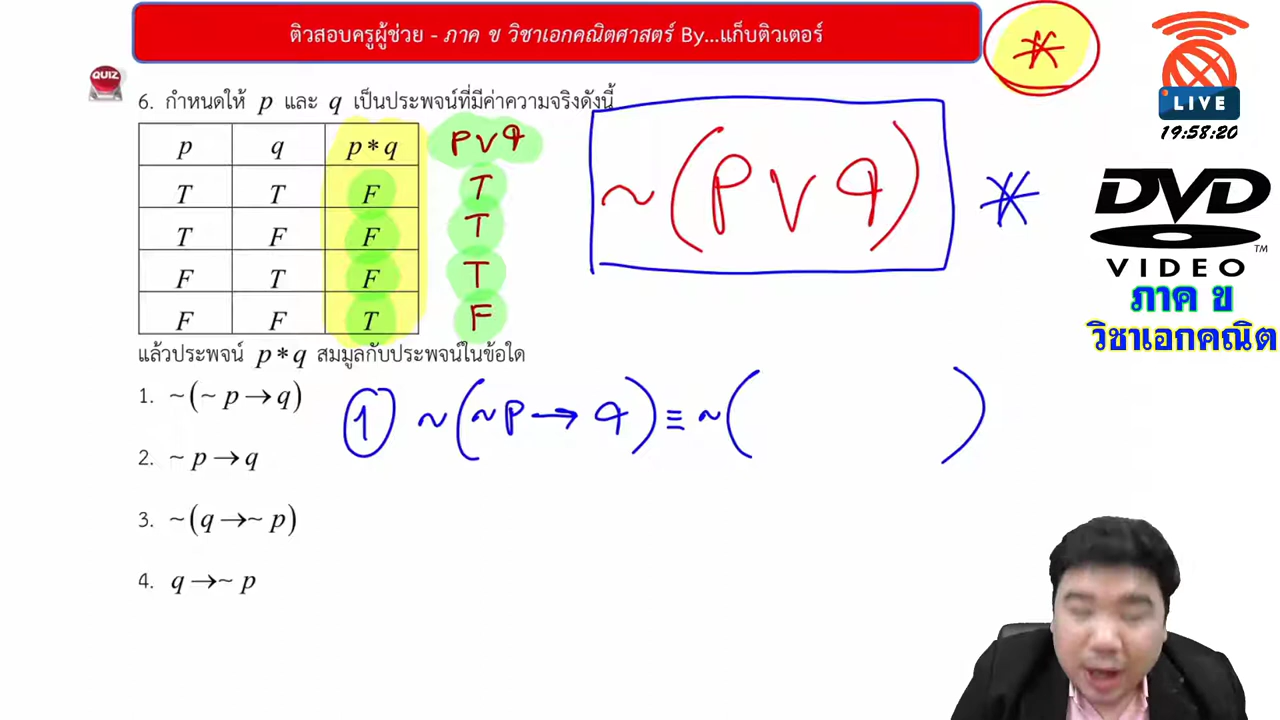 ติวสอบครูผู้ช่วย - ภาค ข วิชาเอกคณิตศาสตร์ By...แก็บติวเตอร์
*
LIVE
19:58:20
QUIZ
6. กำหนดให้ p และ q เป็นประพจน์ที่มีค่าความจริงดังนี้
p q p * q p ∨ q
T T F T
T F F T
F T F T
F F T F
~(p ∨ q) *
DVD
VIDEO™
ภาค ข
วิชาเอกคณิต
แล้วประพจน์ p * q สมมูลกับประพจน์ในข้อใด
1. ~(~p → q)
① ~(~p → q) ≡ ~( )
2. ~p → q
3. ~(q → ~p)
4. q → ~p